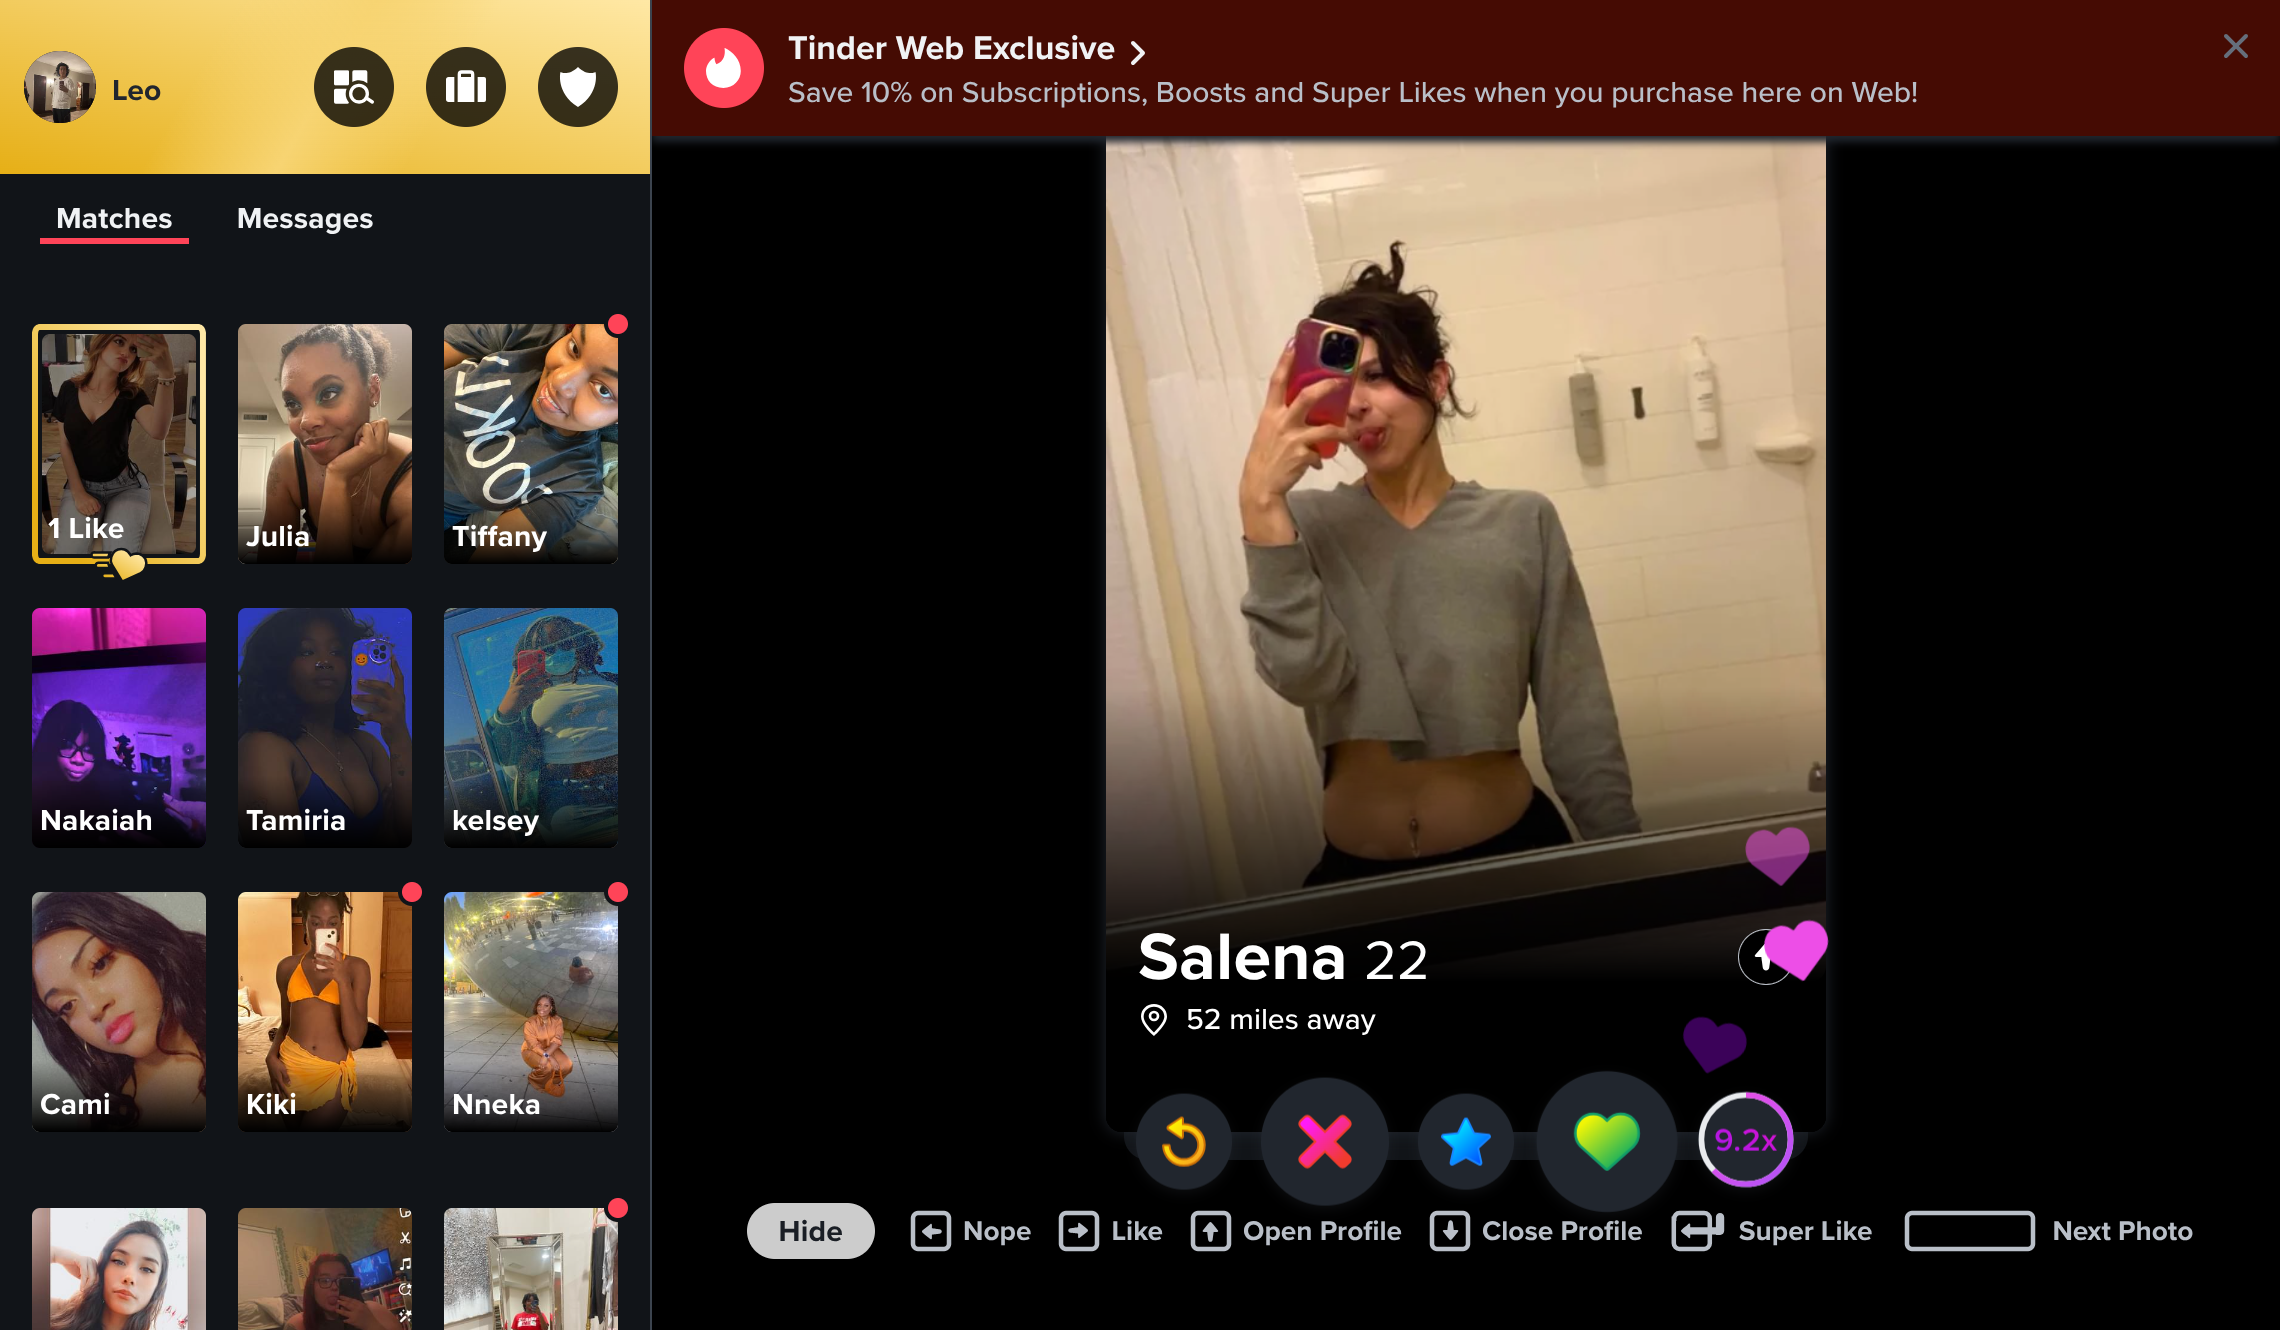 Leo
Tinder Web Exclusive
Save 10% on Subscriptions, Boosts and Super Likes when you purchase here on Web!
Matches
Messages
1 Like
Julia
Tiffany
Nakaiah
Tamiria
kelsey
Cami
Kiki
Nneka
Salena 22
52 miles away
9.2x
Hide
Nope
Like
Open Profile
Close Profile
Super Like
Next Photo